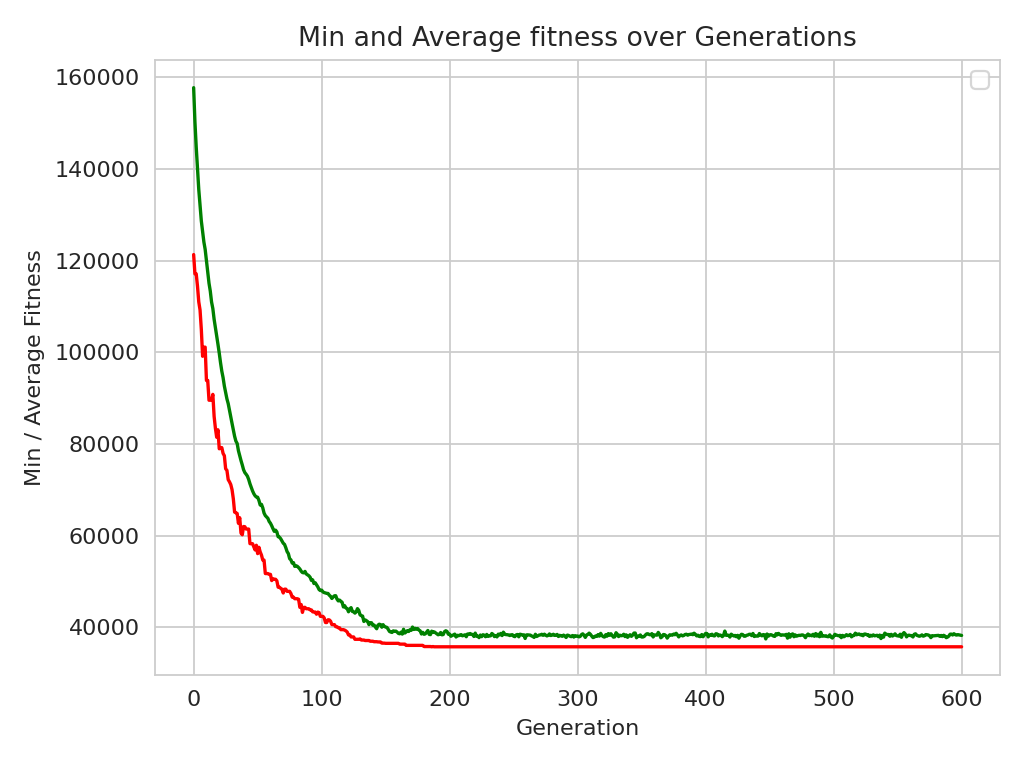 Min and Average fitness over Generations
160000
140000
120000
100000
80000
60000
40000
Min / Average Fitness
0 100 200 300 400 500 600
Generation